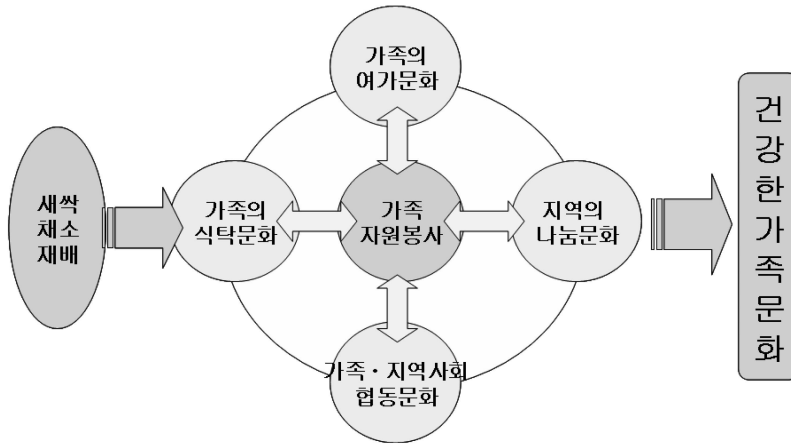 가족의
여가문화
새싹
채소
재배
가족의
식탁문화
가족
자원봉사
지역의
나눔문화
가족·지역사회
협동문화
건
강
한
가
족
문
화